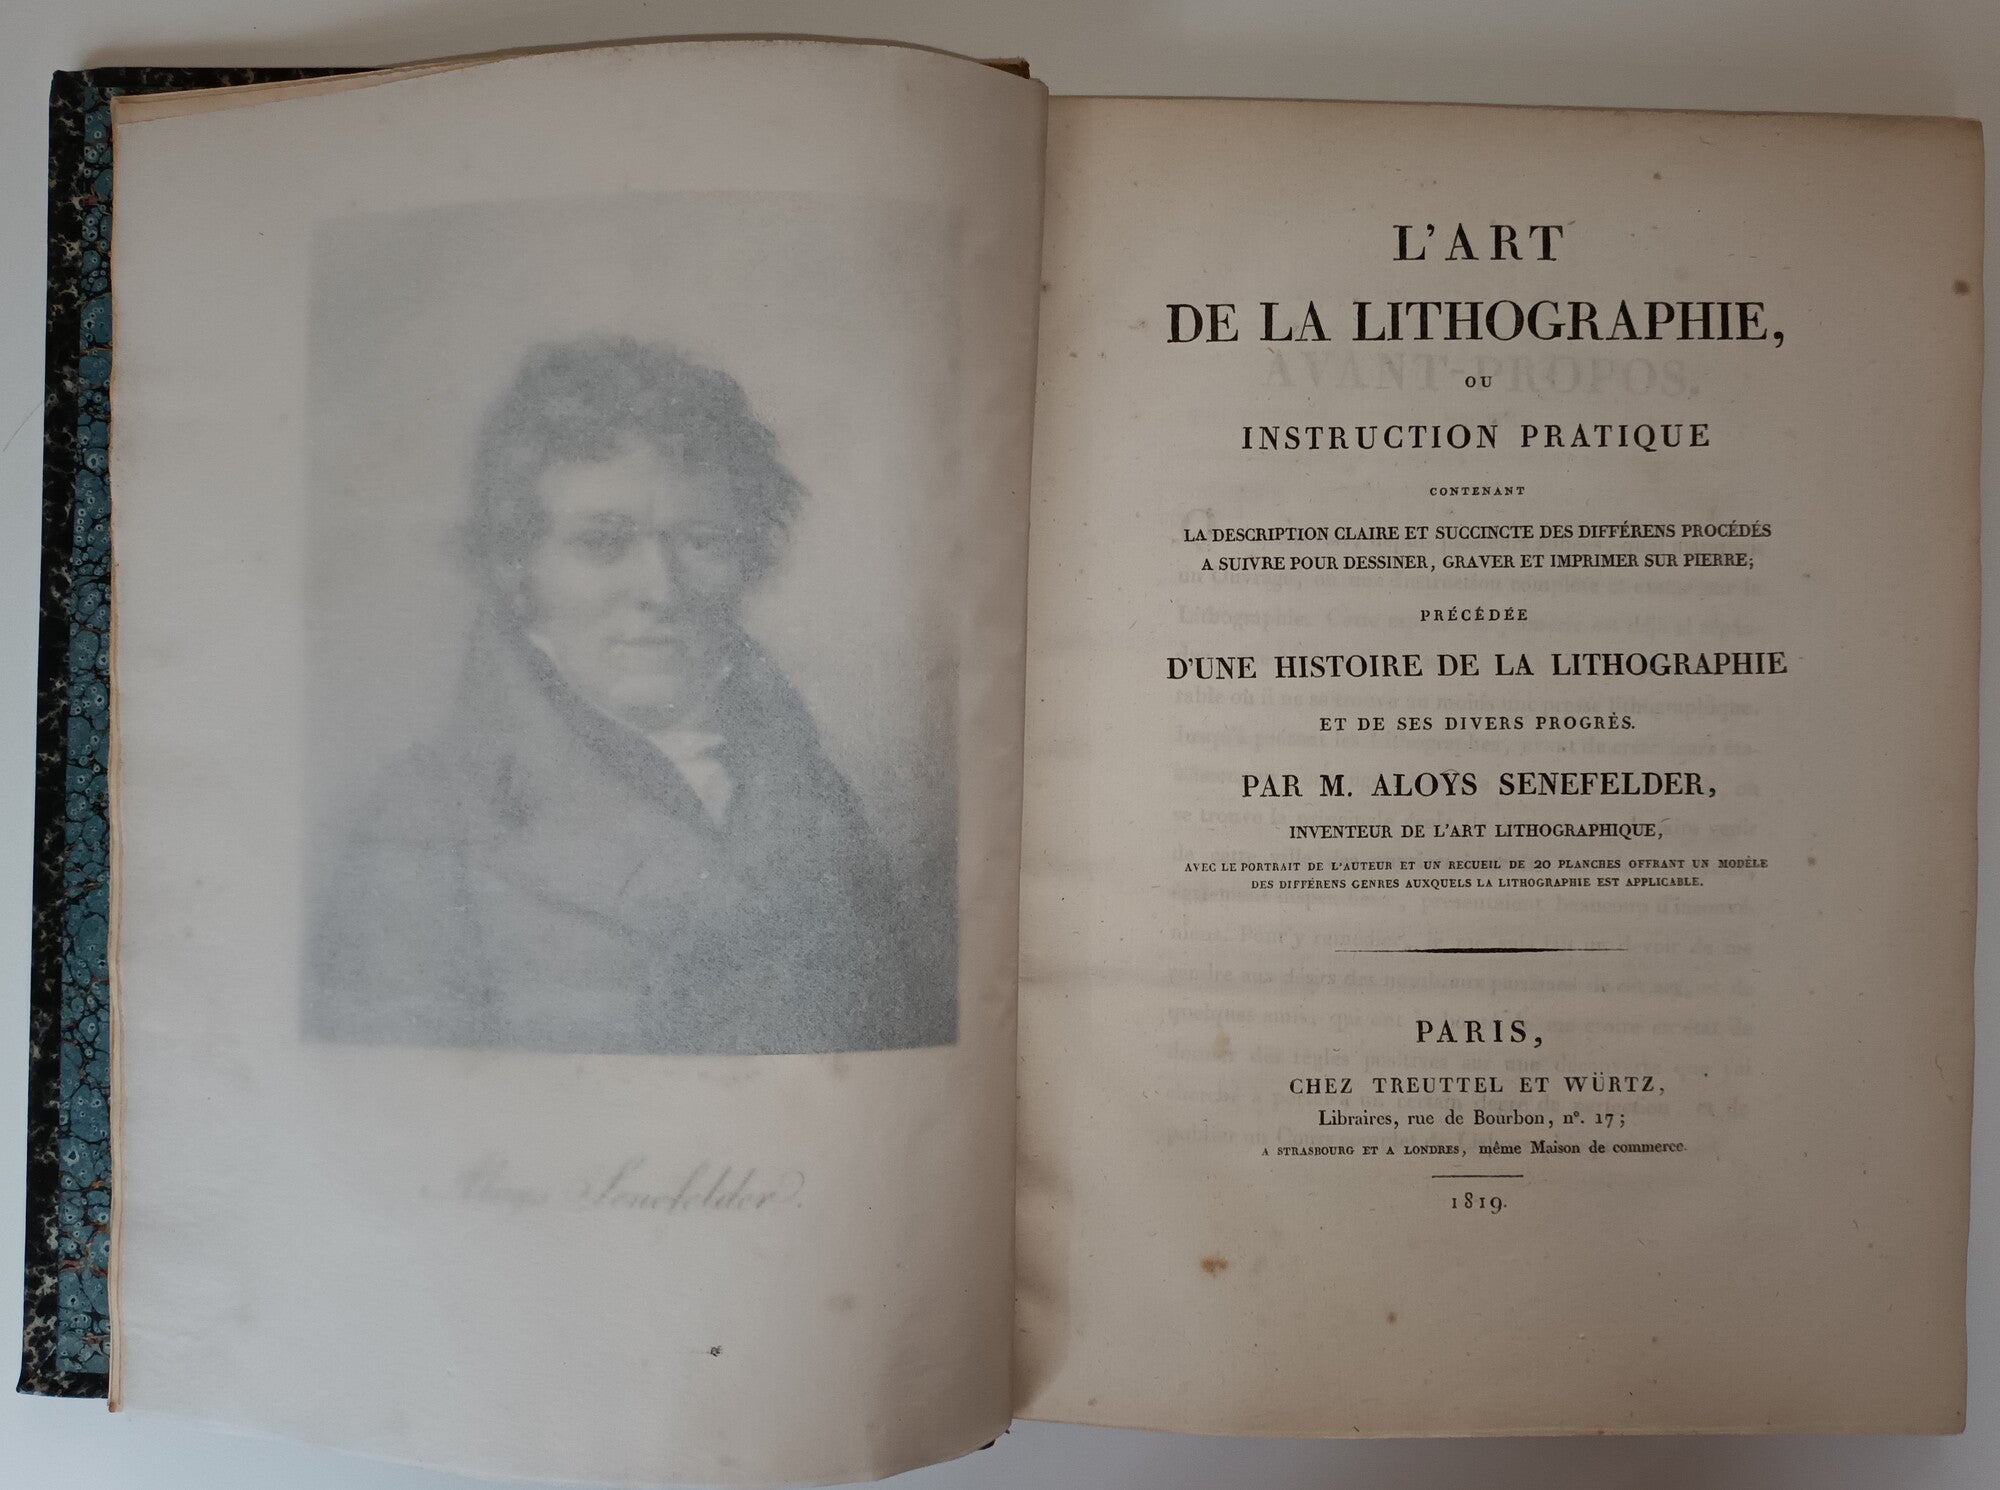 Aloys Senefelder.
L'ART
DE LA LITHOGRAPHIE,
OU
INSTRUCTION PRATIQUE
CONTENANT
LA DESCRIPTION CLAIRE ET SUCCINCTE DES DIFFÉRENS PROCÉDÉS
A SUIVRE POUR DESSINER, GRAVER ET IMPRIMER SUR PIERRE;
PRÉCÉDÉE
D'UNE HISTOIRE DE LA LITHOGRAPHIE
ET DE SES DIVERS PROGRÈS.
PAR M. ALOYS SENEFELDER,
INVENTEUR DE L'ART LITHOGRAPHIQUE,
AVEC LE PORTRAIT DE L'AUTEUR ET UN RECUEIL DE 20 PLANCHES OFFRANT UN MODÈLE
DES DIFFÉRENS GENRES AUXQUELS LA LITHOGRAPHIE EST APPLICABLE.
PARIS,
CHEZ TREUTTEL ET WÜRTZ,
Libraires, rue de Bourbon, n°. 17;
A STRASBOURG ET A LONDRES, même Maison de commerce.
1819.
AVANT-PROPOS.